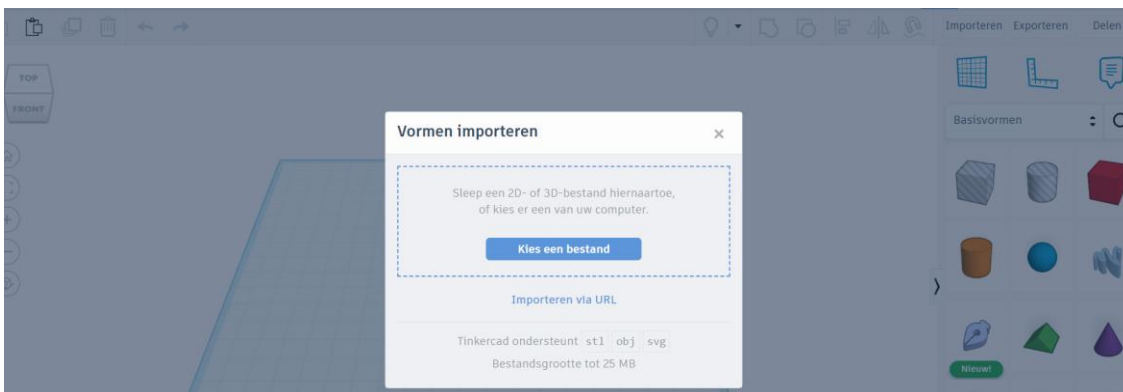 Importeren Exporteren Delen
TOP
FRONT
Basisvormen
Vormen importeren
Sleep een 2D- of 3D-bestand hiernaartoe,
of kies er een van uw computer.
Kies een bestand
Importeren via URL
Tinkercad ondersteunt stl obj svg
Bestandsgrootte tot 25 MB
Nieuw!